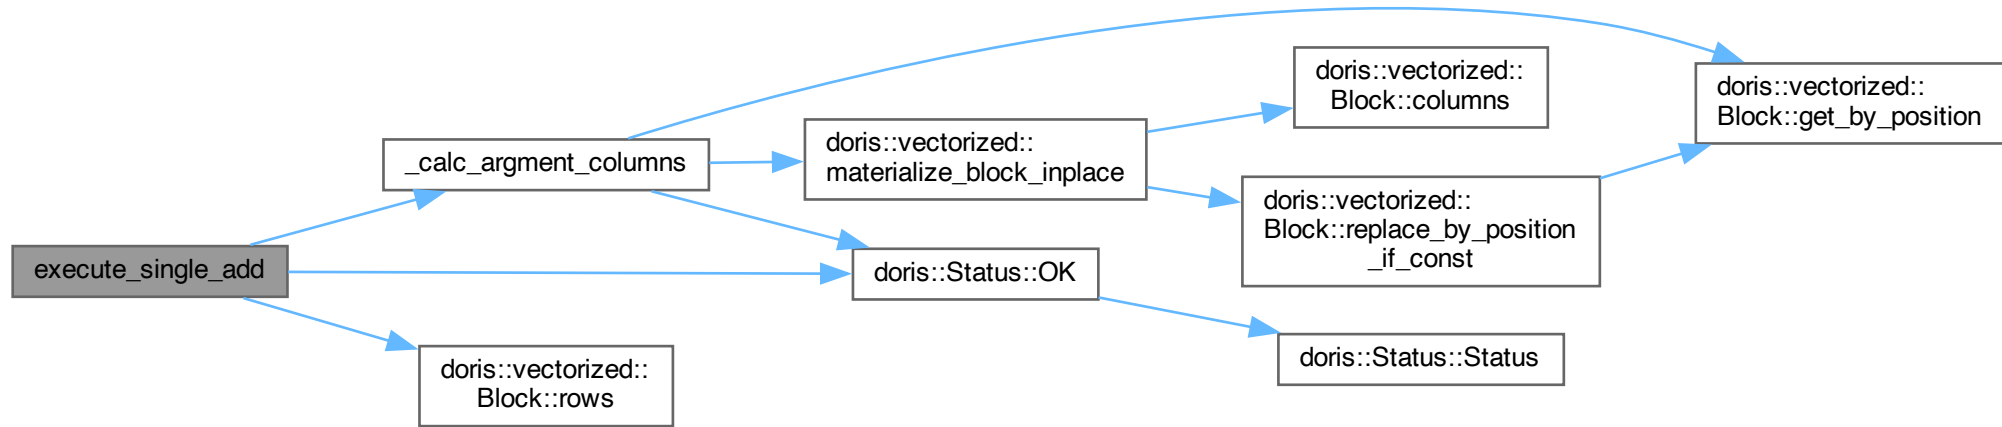 execute_single_add
_calc_argment_columns
doris::vectorized::
materialize_block_inplace
doris::vectorized::
Block::columns
doris::vectorized::
Block::replace_by_position
_if_const
doris::vectorized::
Block::get_by_position
doris::Status::OK
doris::Status::Status
doris::vectorized::
Block::rows